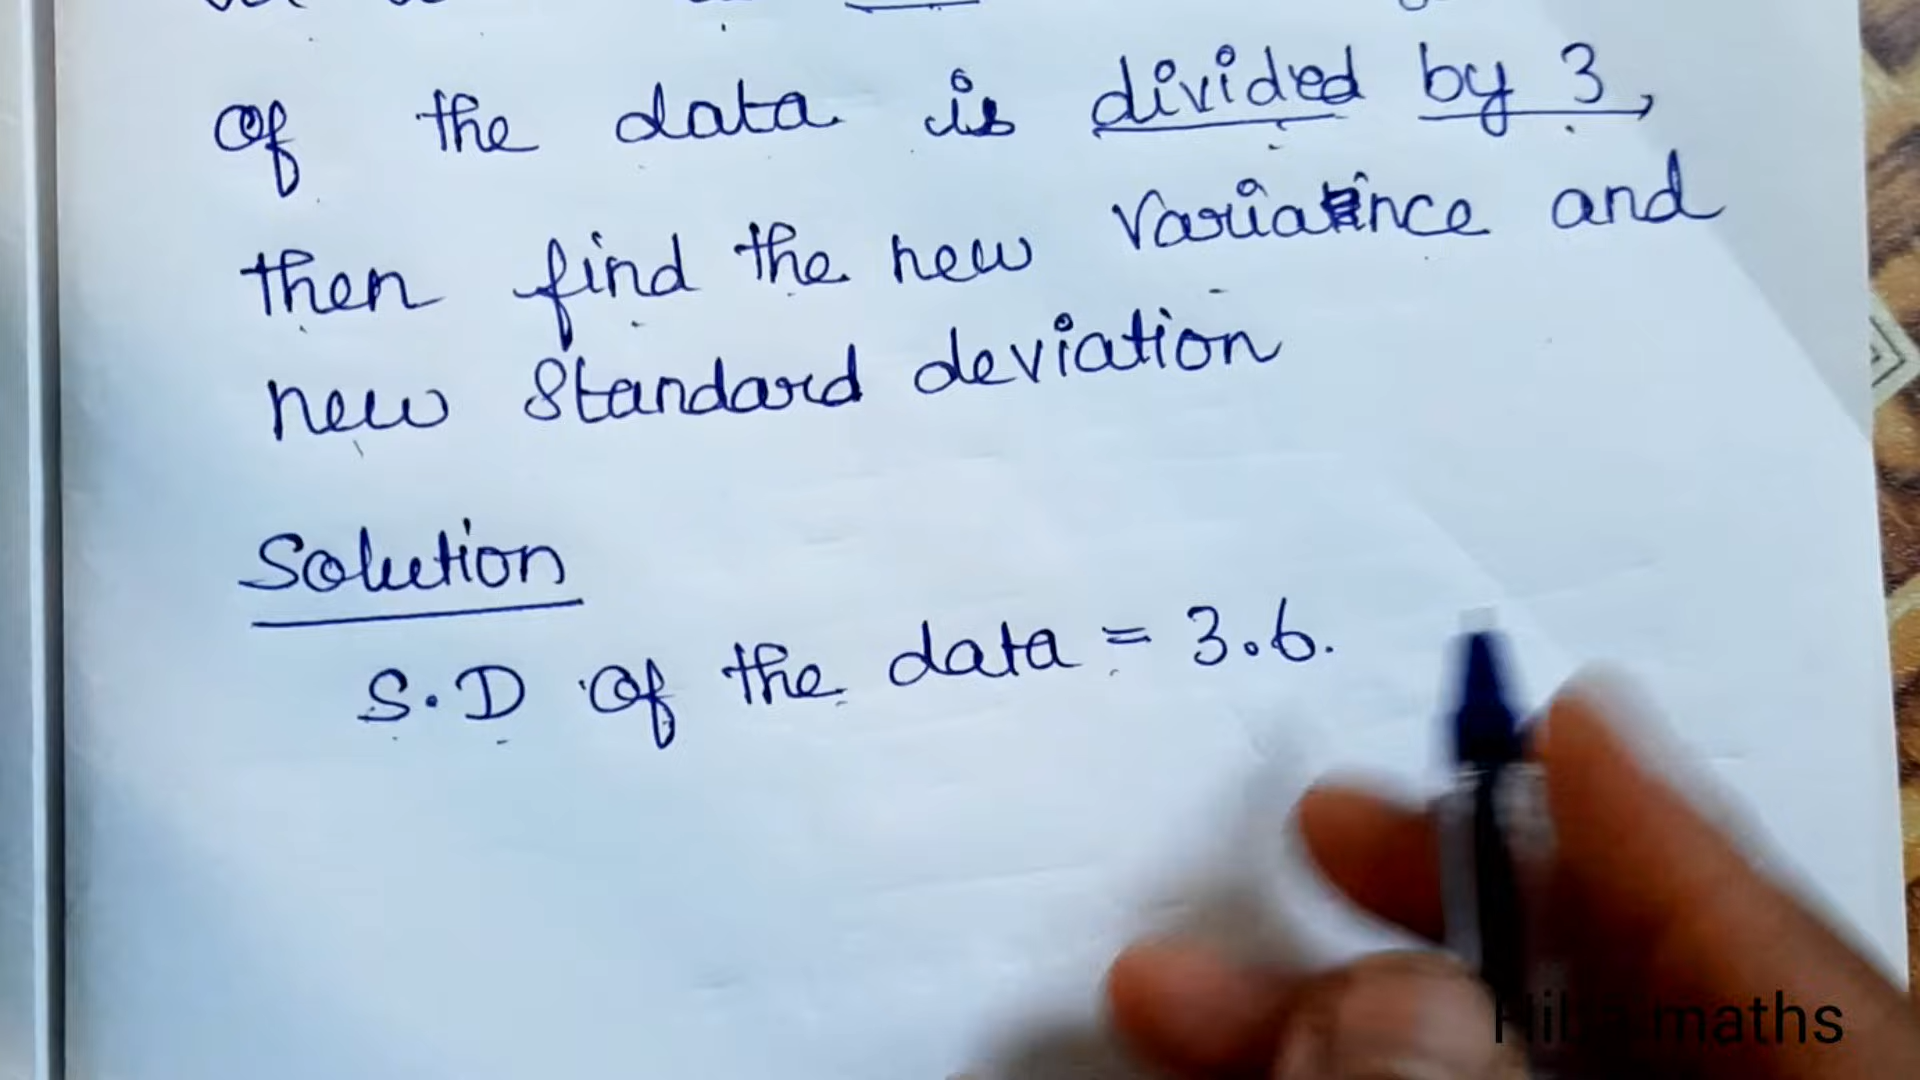 of the data is divided by 3,
then find the new variance and
new Standard deviation
Solution
S.D of the data = 3.6.
maths